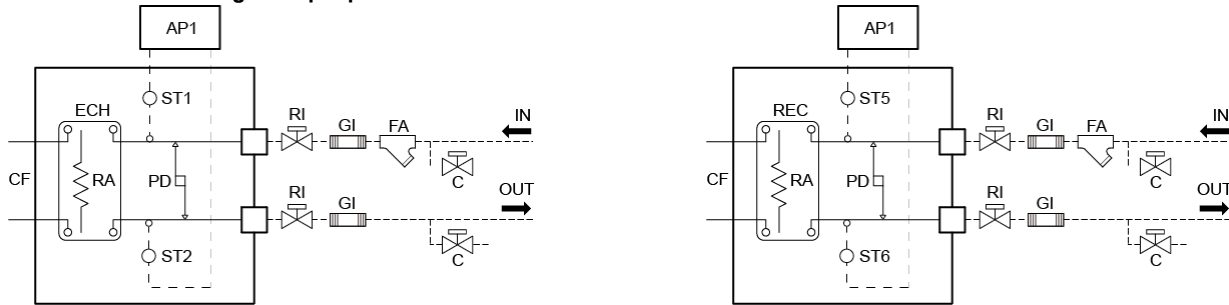 AP1
ST1
ECH
RI
GI
FA
IN
C
CF
RA
PD
RI
GI
OUT
ST2
C
AP1
ST5
REC
RI
GI
FA
IN
C
CF
RA
PD
RI
GI
OUT
ST6
C